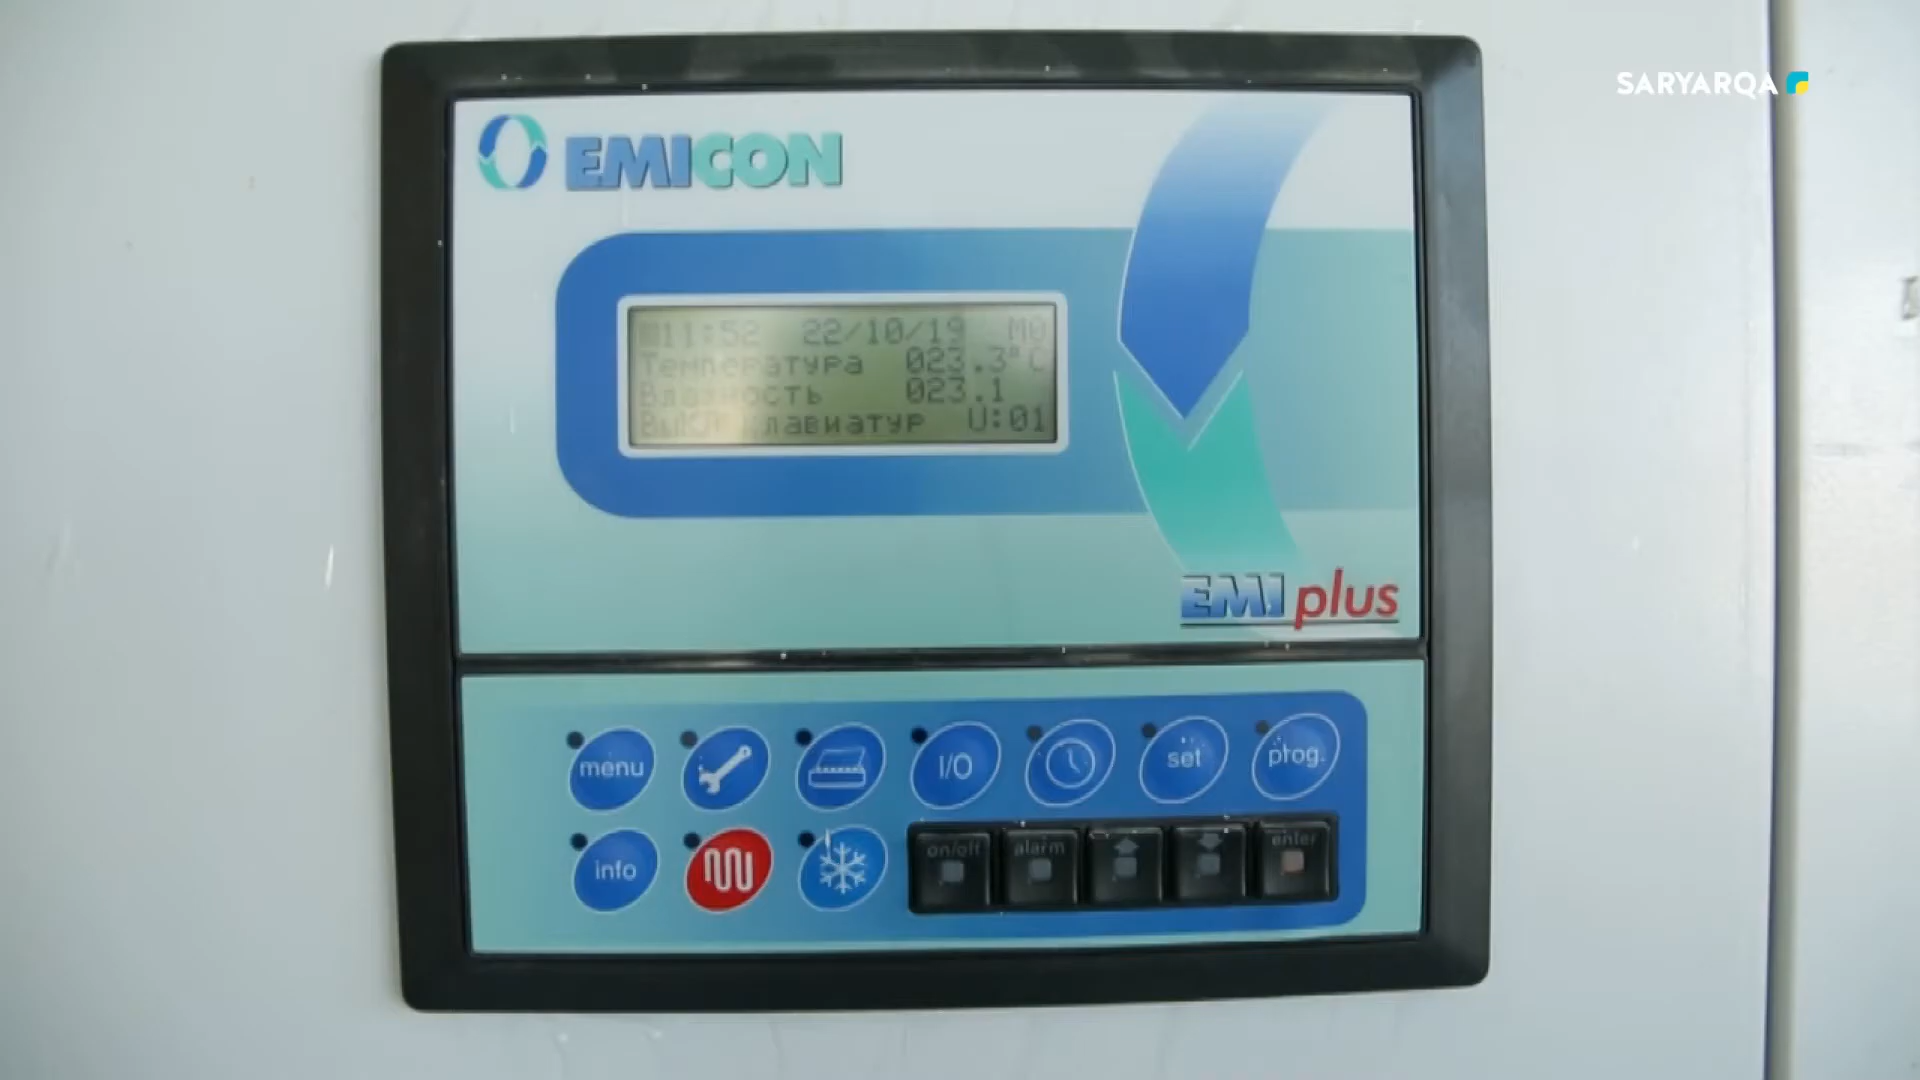 SARYARQA
EMICON
11:52 22/10/19 M0
Температура 023.3°C
Влажность 023.1
ВыКл клавиатур U:01
EMI plus
menu
I/O
set
prog.
info
on/off
alarm
enter